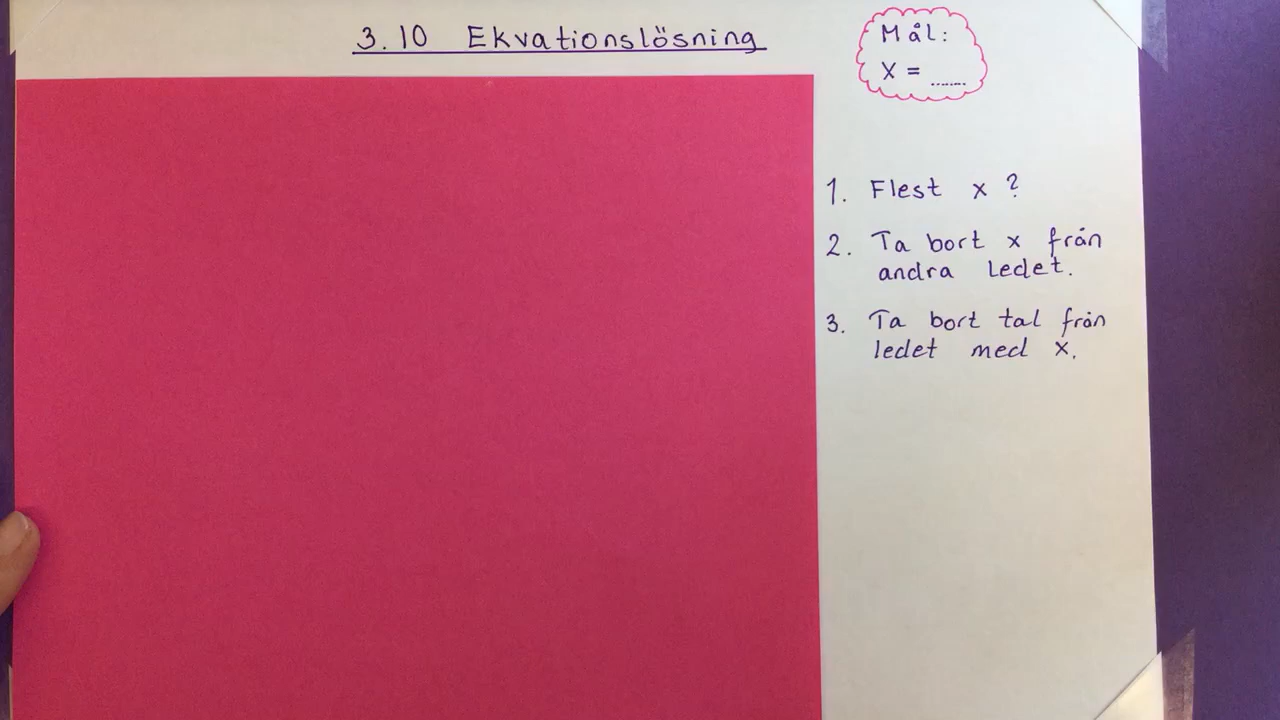 3.10 Ekvationslösning
Mål:
X = ......
1. Flest x ?
2. Ta bort x från
andra ledet.
3. Ta bort tal från
ledet med x.